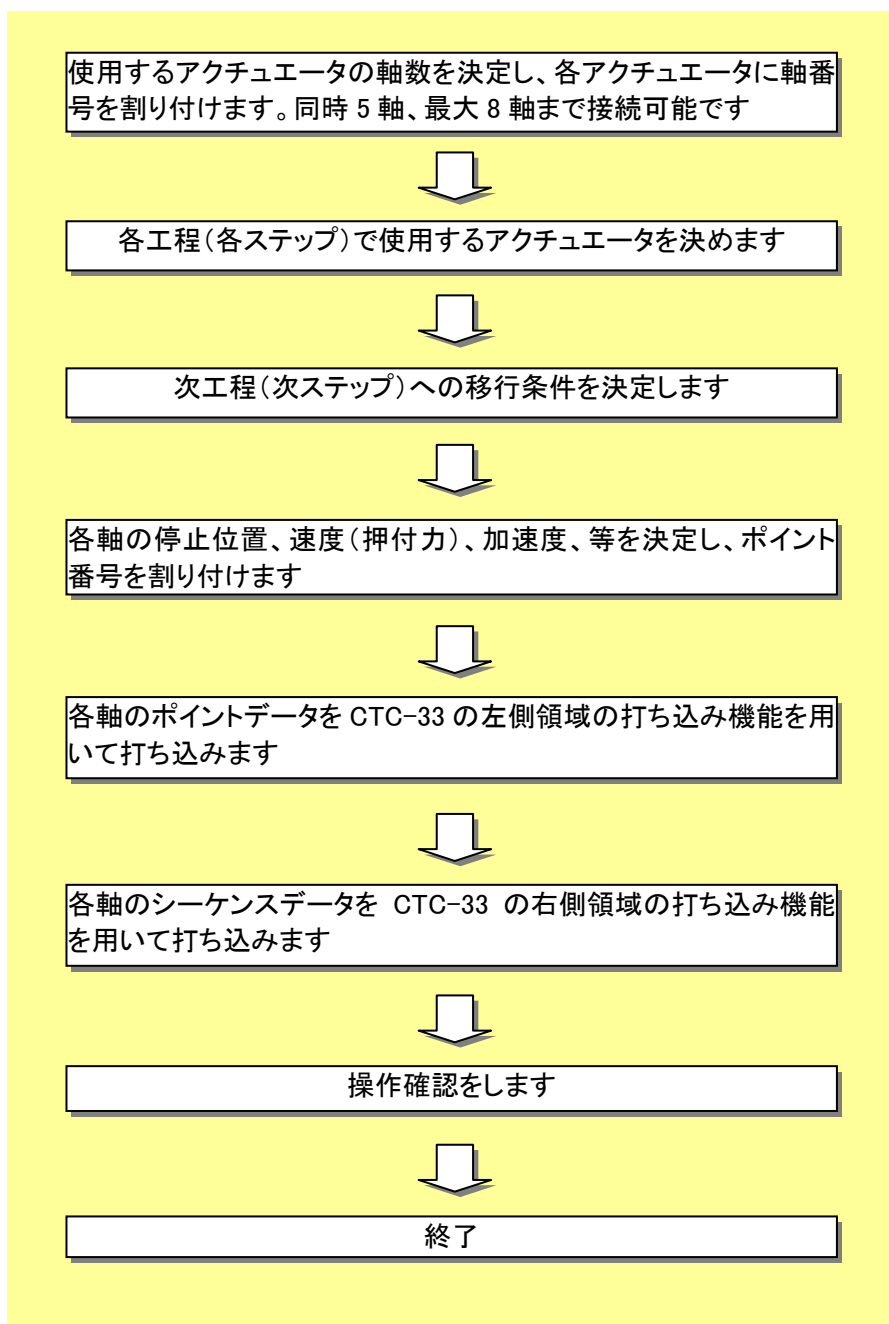 使用するアクチュエータの軸数を決定し、各アクチュエータに軸番
号を割り付けます。同時 5 軸、最大 8 軸まで接続可能です
各工程(各ステップ)で使用するアクチュエータを決めます
次工程(次ステップ)への移行条件を決定します
各軸の停止位置、速度(押付力)、加速度、等を決定し、ポイント
番号を割り付けます
各軸のポイントデータを CTC-33 の左側領域の打ち込み機能を用
いて打ち込みます
各軸のシーケンスデータを CTC-33 の右側領域の打ち込み機能
を用いて打ち込みます
操作確認をします
終了